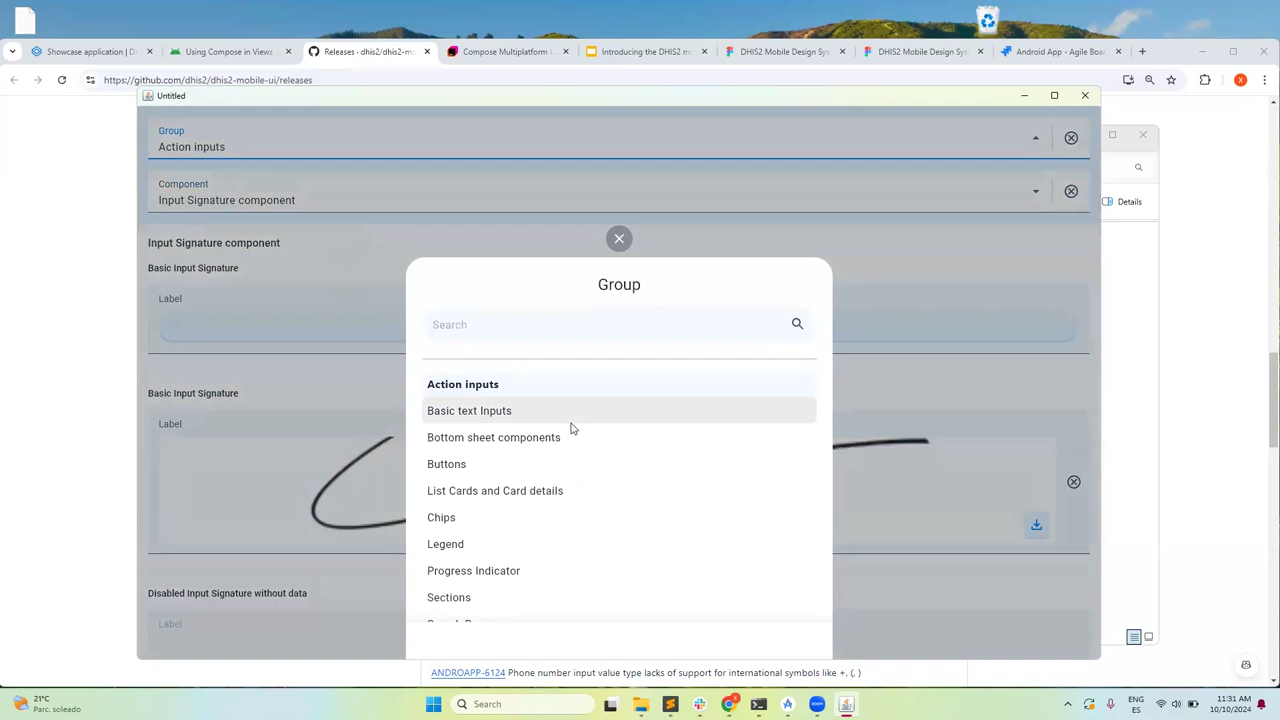 Showcase application | D
Using Compose in Views
Releases · dhis2/dhis2-mo
Compose Multiplatform U
Introducing the DHIS2 m
DHIS2 Mobile Design Sys
DHIS2 Mobile Design Sys
Android App - Agile Boar
https://github.com/dhis2/dhis2-mobile-ui/releases
X
Untitled
Group
Action inputs
Component
Input Signature component
Details
Input Signature component
Basic Input Signature
Label
Group
Search
Action inputs
Basic text Inputs
Bottom sheet components
Buttons
List Cards and Card details
Chips
Legend
Progress Indicator
Sections
Basic Input Signature
Label
Disabled Input Signature without data
Label
ANDROAPP-6124 Phone number input value type lacks of support for international symbols like +, (, )
21°C
Parc. soleado
Search
zoom
ENG
ES
11:31 AM
10/10/2024